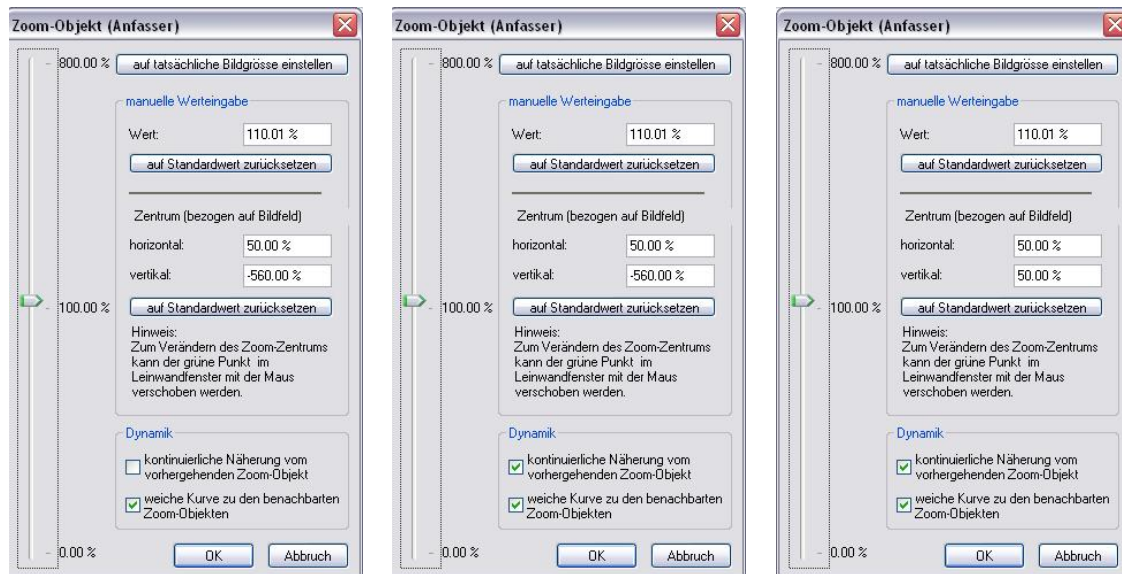 Zoom-Objekt (Anfasser)
800.00 %
auf tatsächliche Bildgrösse einstellen
manuelle Werteingabe
Wert: 110.01 %
auf Standardwert zurücksetzen
Zentrum (bezogen auf Bildfeld)
horizontal: 50.00 %
vertikal: -560.00 %
100.00 %
auf Standardwert zurücksetzen
Hinweis:
Zum Verändern des Zoom-Zentrums
kann der grüne Punkt im
Leinwandfenster mit der Maus
verschoben werden.
Dynamik
kontinuierliche Näherung vom
vorhergehenden Zoom-Objekt
weiche Kurve zu den benachbarten
Zoom-Objekten
0.00 %
OK
Abbruch
Zoom-Objekt (Anfasser)
800.00 %
auf tatsächliche Bildgrösse einstellen
manuelle Werteingabe
Wert: 110.01 %
auf Standardwert zurücksetzen
Zentrum (bezogen auf Bildfeld)
horizontal: 50.00 %
vertikal: -560.00 %
100.00 %
auf Standardwert zurücksetzen
Hinweis:
Zum Verändern des Zoom-Zentrums
kann der grüne Punkt im
Leinwandfenster mit der Maus
verschoben werden.
Dynamik
kontinuierliche Näherung vom
vorhergehenden Zoom-Objekt
weiche Kurve zu den benachbarten
Zoom-Objekten
0.00 %
OK
Abbruch
Zoom-Objekt (Anfasser)
800.00 %
auf tatsächliche Bildgrösse einstellen
manuelle Werteingabe
Wert: 110.01 %
auf Standardwert zurücksetzen
Zentrum (bezogen auf Bildfeld)
horizontal: 50.00 %
vertikal: 50.00 %
100.00 %
auf Standardwert zurücksetzen
Hinweis:
Zum Verändern des Zoom-Zentrums
kann der grüne Punkt im
Leinwandfenster mit der Maus
verschoben werden.
Dynamik
kontinuierliche Näherung vom
vorhergehenden Zoom-Objekt
weiche Kurve zu den benachbarten
Zoom-Objekten
0.00 %
OK
Abbruch